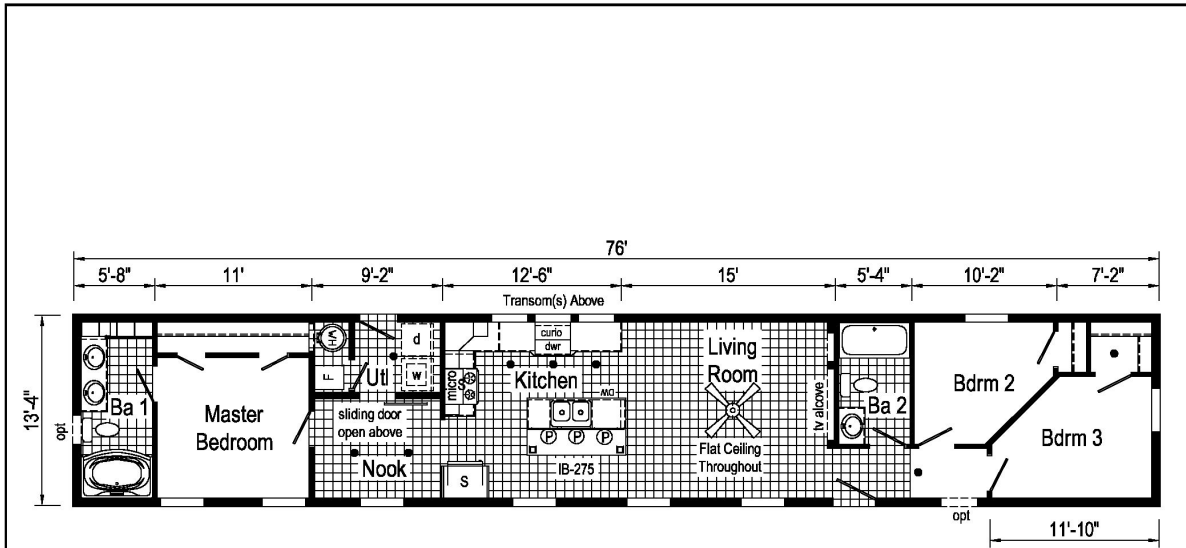 76'
5'-8" 11' 9'-2" 12'-6" 15' 5'-4" 10'-2" 7'-2"
Transom(s) Above
13'-4"
WH
d
curio
dwr
F
Utl
W
micro
S
Kitchen
DW
Living
Room
tv alcove
Ba 1
opt
Master
Bedroom
sliding door
open above
Nook
S
P P P
IB-275
Flat Ceiling
Throughout
Ba 2
Bdrm 2
Bdrm 3
opt
11'-10"